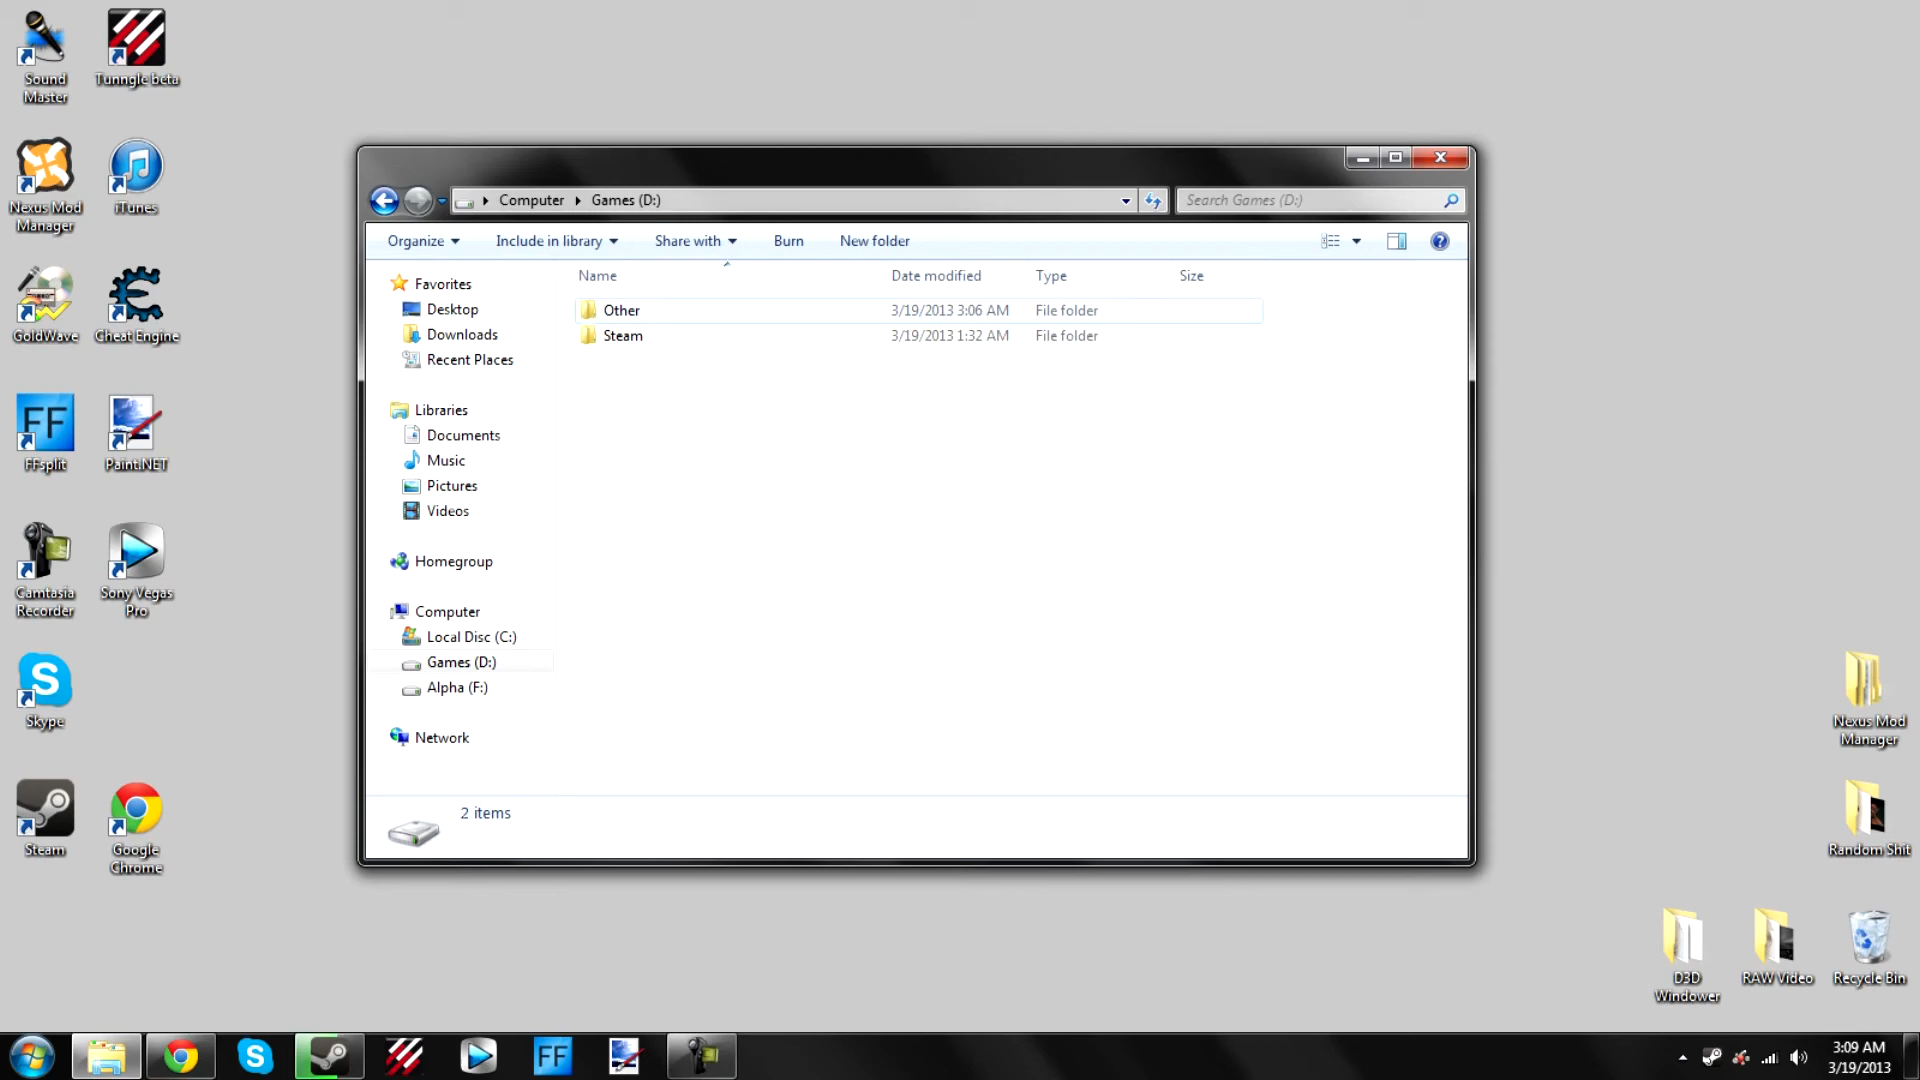 Sound
Master
Tunngle beta
Nexus Mod
Manager
iTunes
GoldWave
Cheat Engine
FF
FFsplit
Paint.NET
Camtasia
Recorder
Sony Vegas
Pro
Skype
Steam
Google
Chrome
Computer
Games (D:)
Search Games (D:)
Organize
Include in library
Share with
Burn
New folder
Name
Date modified
Type
Size
Favorites
Desktop
Downloads
Recent Places
Libraries
Documents
Music
Pictures
Videos
Homegroup
Computer
Local Disc (C:)
Games (D:)
Alpha (F:)
Network
Other
3/19/2013 3:06 AM
File folder
Steam
3/19/2013 1:32 AM
File folder
2 items
Nexus Mod
Manager
Random Shit
D3D
Windower
RAW Video
Recycle Bin
FF
3:09 AM
3/19/2013